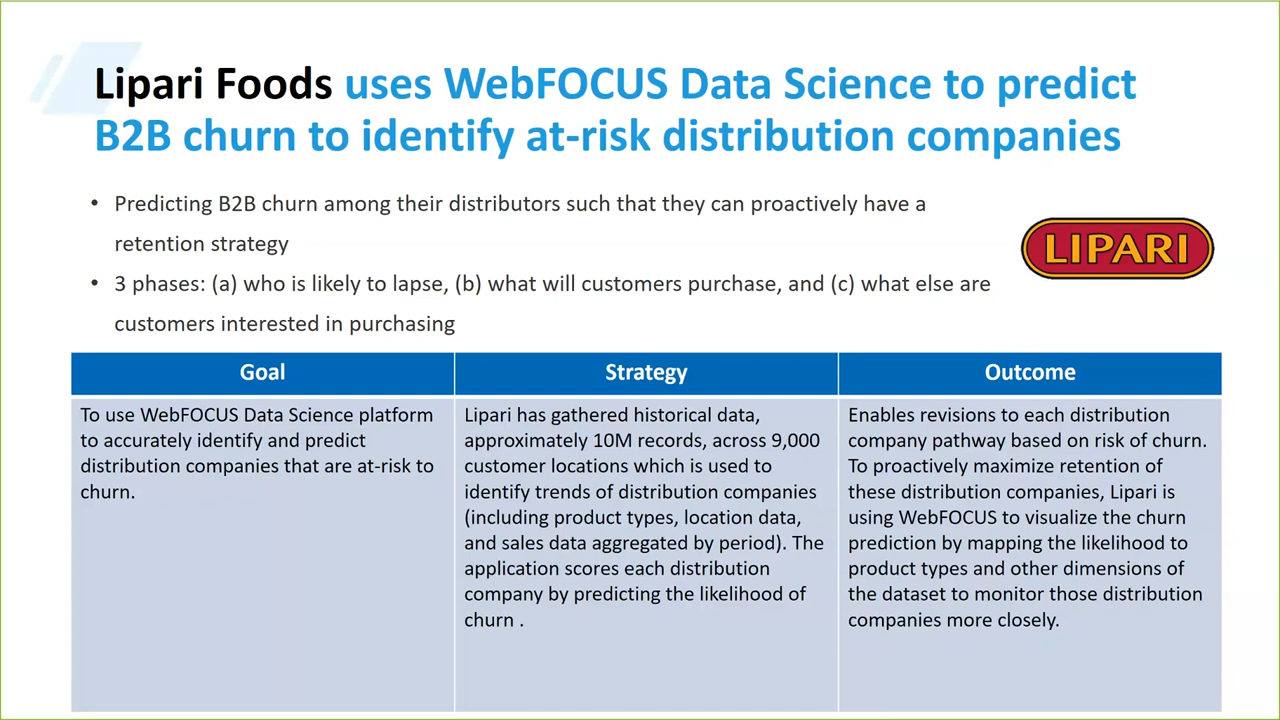 Lipari Foods uses WebFOCUS Data Science to predict
B2B churn to identify at-risk distribution companies
• Predicting B2B churn among their distributors such that they can proactively have a
retention strategy
• 3 phases: (a) who is likely to lapse, (b) what will customers purchase, and (c) what else are
customers interested in purchasing
LIPARI
Goal
To use WebFOCUS Data Science platform
to accurately identify and predict
distribution companies that are at-risk to
churn.
Strategy
Lipari has gathered historical data,
approximately 10M records, across 9,000
customer locations which is used to
identify trends of distribution companies
(including product types, location data,
and sales data aggregated by period). The
application scores each distribution
company by predicting the likelihood of
churn .
Outcome
Enables revisions to each distribution
company pathway based on risk of churn.
To proactively maximize retention of
these distribution companies, Lipari is
using WebFOCUS to visualize the churn
prediction by mapping the likelihood to
product types and other dimensions of
the dataset to monitor those distribution
companies more closely.